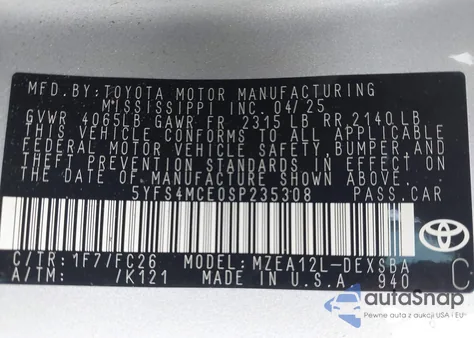 MFD. BY: TOYOTA MOTOR MANUFACTURING
MISSISSIPPI INC. 04/25
GVWR 4065LB GAWR FR 2315 LB RR 2140LB
THIS VEHICLE CONFORMS TO ALL APPLICABLE
FEDERAL MOTOR VEHICLE SAFETY BUMPER, AND
THEFT PREVENTION STANDARDS IN EFFECT ON
THE DATE OF MANUFACTURE SHOWN ABOVE.
5YFS4MCE0SP235308 PASS.CAR
C/TR: 1F7/FC26 MODEL: MZEA12L-DEXSBA
A/TM: /K121 MADE IN U.S.A. 940
C
TOYOTA
autoSnap
Pewne auta z aukcji USA i EU